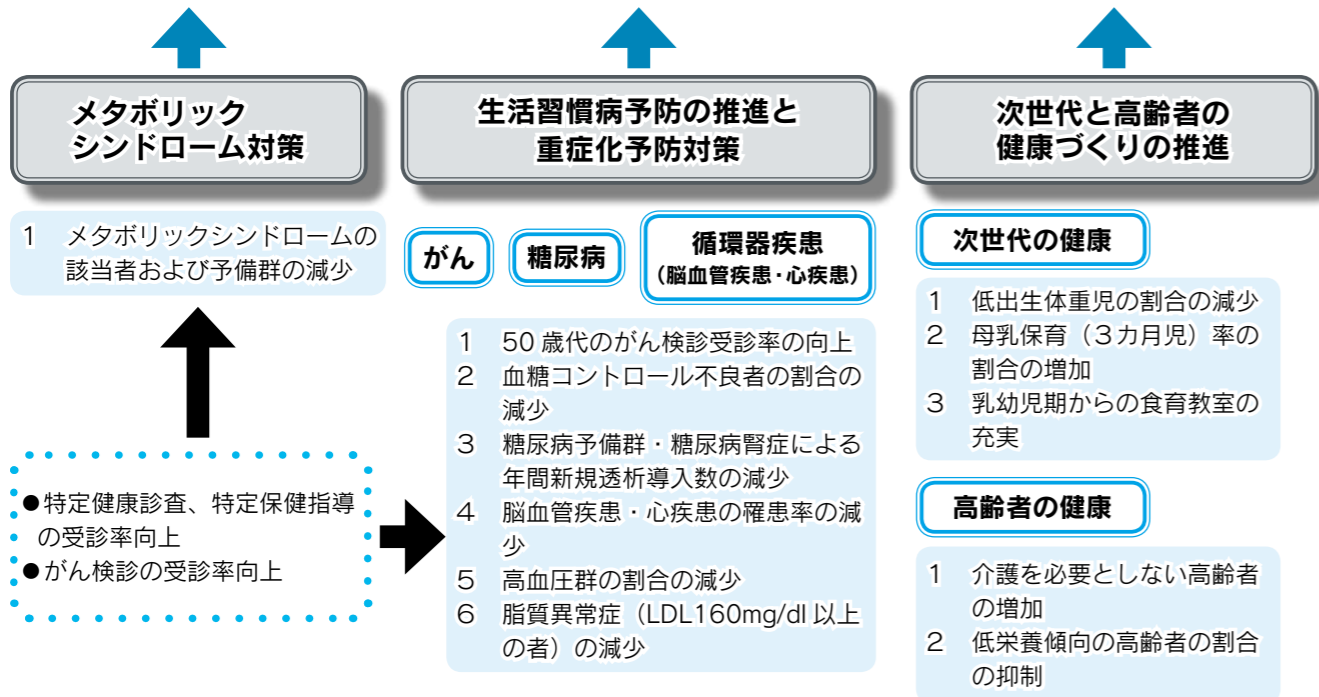 メタボリック
シンドローム対策
1 メタボリックシンドロームの
該当者および予備群の減少
●特定健康診査、特定保健指導
の受診率向上
●がん検診の受診率向上
生活習慣病予防の推進と
重症化予防対策
がん
糖尿病
循環器疾患
(脳血管疾患・心疾患)
1 50歳代のがん検診受診率の向上
2 血糖コントロール不良者の割合の
減少
3 糖尿病予備群・糖尿病腎症による
年間新規透析導入数の減少
4 脳血管疾患・心疾患の罹患率の減
少
5 高血圧群の割合の減少
6 脂質異常症（LDL160mg/dl以上
の者）の減少
次世代と高齢者の
健康づくりの推進
次世代の健康
1 低出生体重児の割合の減少
2 母乳保育（3カ月児）率の
割合の増加
3 乳幼児期からの食育教室の
充実
高齢者の健康
1 介護を必要としない高齢者
の増加
2 低栄養傾向の高齢者の割合
の抑制